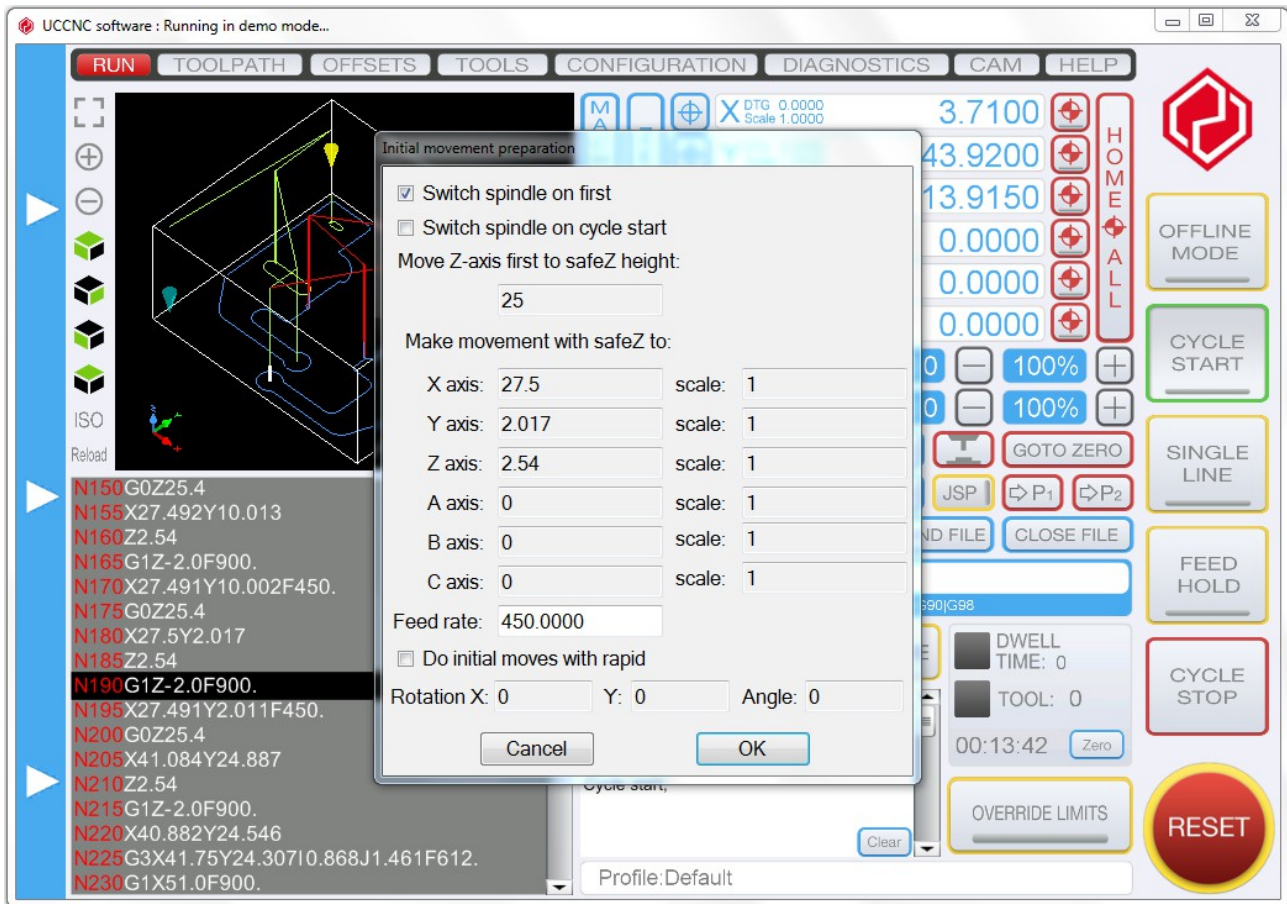 UCCNC software : Running in demo mode...
RUN TOOLPATH OFFSETS TOOLS CONFIGURATION DIAGNOSTICS CAM HELP
MA X DTG 0.0000 Scale 1.0000 3.7100
43.9200
13.9150
0.0000
0.0000
0.0000
HOME ALL
Initial movement preparation
Switch spindle on first
Switch spindle on cycle start
Move Z-axis first to safeZ height:
25
Make movement with safeZ to:
X axis: 27.5 scale: 1
Y axis: 2.017 scale: 1
Z axis: 2.54 scale: 1
A axis: 0 scale: 1
B axis: 0 scale: 1
C axis: 0 scale: 1
Feed rate: 450.0000
Do initial moves with rapid
Rotation X: 0 Y: 0 Angle: 0
Cancel OK
ISO
Reload
N150G0Z25.4
N155X27.492Y10.013
N160Z2.54
N165G1Z-2.0F900.
N170X27.491Y10.002F450.
N175G0Z25.4
N180X27.5Y2.017
N185Z2.54
N190G1Z-2.0F900.
N195X27.491Y2.011F450.
N200G0Z25.4
N205X41.084Y24.887
N210Z2.54
N215G1Z-2.0F900.
N220X40.882Y24.546
N225G3X41.75Y24.307I0.868J1.461F612.
N230G1X51.0F900.
0 100%
0 100%
GOTO ZERO
JSP P1 P2
ND FILE CLOSE FILE
G90|G98
DWELL
TIME: 0
TOOL: 0
00:13:42 Zero
Cycle start;
Clear
OVERRIDE LIMITS
Profile:Default
OFFLINE
MODE
CYCLE
START
SINGLE
LINE
FEED
HOLD
CYCLE
STOP
RESET